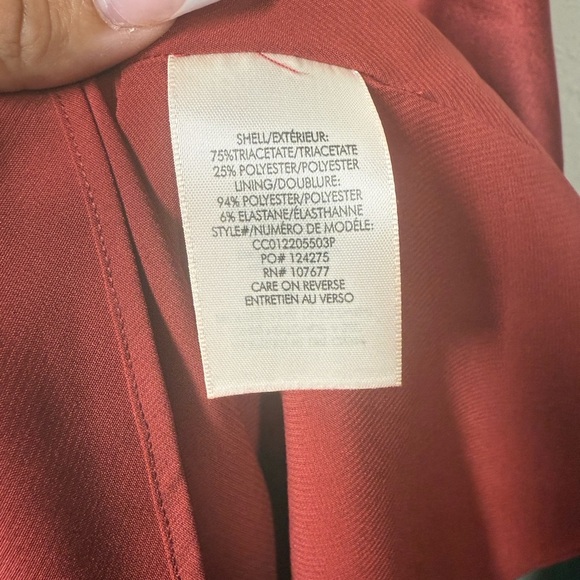 SHELL/EXTÉRIEUR:
75%TRIACETATE/TRIACETATE
25% POLYESTER/POLYESTER
LINING/DOUBLURE:
94% POLYESTER/POLYESTER
6% ELASTANE/ÉLASTHANNE
STYLE#/NUMÉRO DE MODÉLE:
CC012205503P
PO# 124275
RN# 107677
CARE ON REVERSE
ENTRETIEN AU VERSO